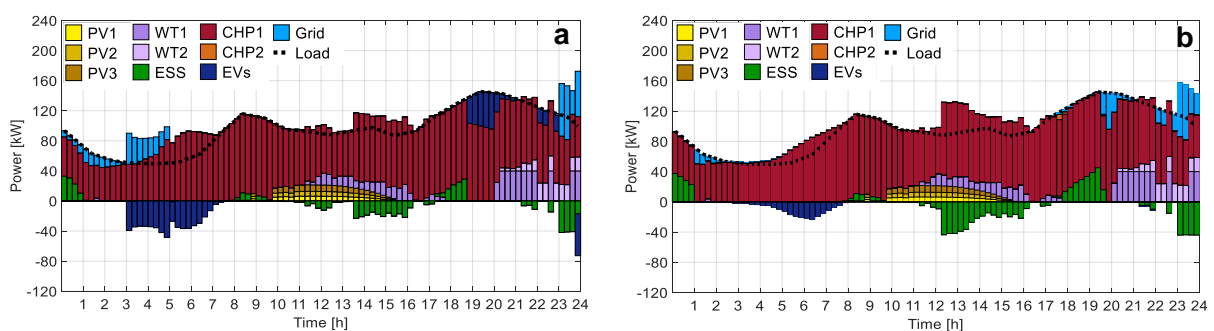 240
200
160
120
80
40
0
-40
-80
-120
Power [kW]
PV1 WT1 CHP1 Grid
PV2 WT2 CHP2 Load
PV3 ESS EVs
a
1 2 3 4 5 6 7 8 9 10 11 12 13 14 15 16 17 18 19 20 21 22 23 24
Time [h]
240
200
160
120
80
40
0
-40
-80
-120
Power [kW]
PV1 WT1 CHP1 Grid
PV2 WT2 CHP2 Load
PV3 ESS EVs
b
1 2 3 4 5 6 7 8 9 10 11 12 13 14 15 16 17 18 19 20 21 22 23 24
Time [h]